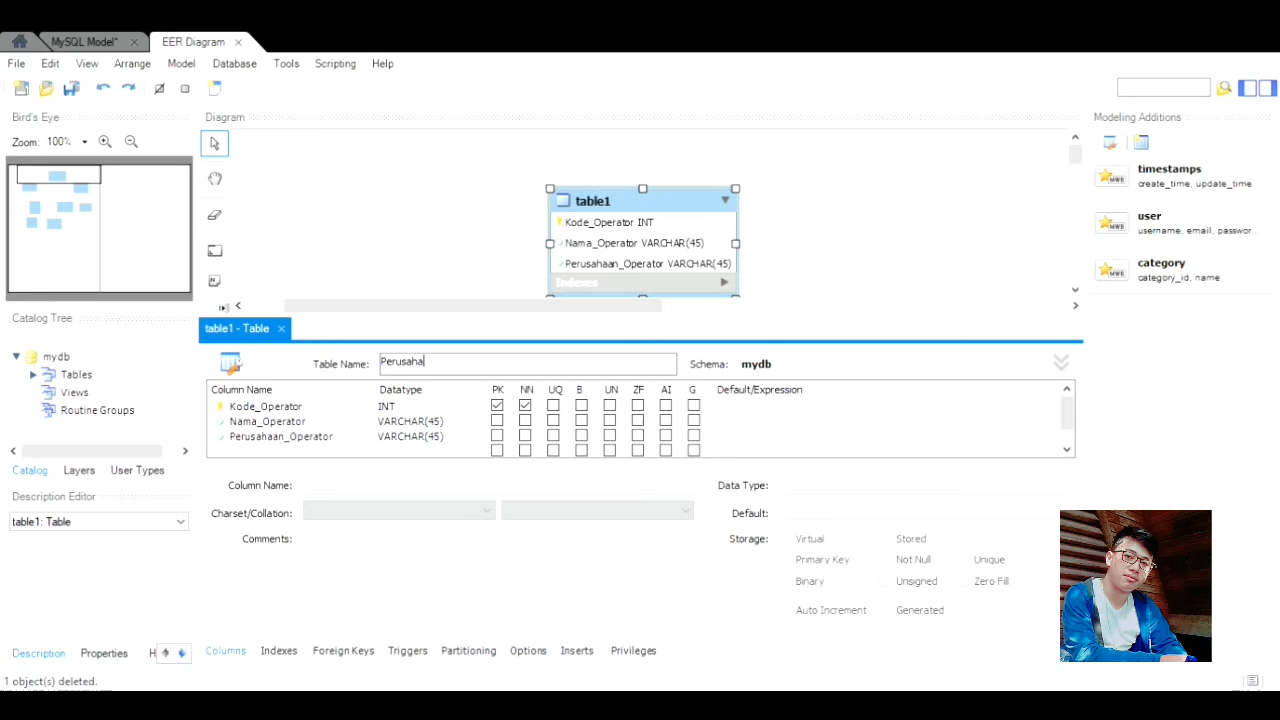 MySQL Model*
EER Diagram
File Edit View Arrange Model Database Tools Scripting Help
Bird's Eye
Zoom: 100%
Diagram
table1
Kode_Operator INT
Nama_Operator VARCHAR(45)
Perusahaan_Operator VARCHAR(45)
Indexes
Modeling Additions
timestamps
create_time, update_time
user
username, email, passwor...
category
category_id, name
Catalog Tree
mydb
Tables
Views
Routine Groups
Catalog Layers User Types
Description Editor
table1: Table
Description Properties H
1 object(s) deleted.
table1 - Table
Table Name: Perusaha Schema: mydb
Column Name Datatype PK NN UQ B UN ZF AI G Default/Expression
Kode_Operator INT
Nama_Operator VARCHAR(45)
Perusahaan_Operator VARCHAR(45)
Column Name: Data Type:
Charset/Collation: Default:
Comments: Storage: Virtual Stored
Primary Key Not Null Unique
Binary Unsigned Zero Fill
Auto Increment Generated
Columns Indexes Foreign Keys Triggers Partitioning Options Inserts Privileges